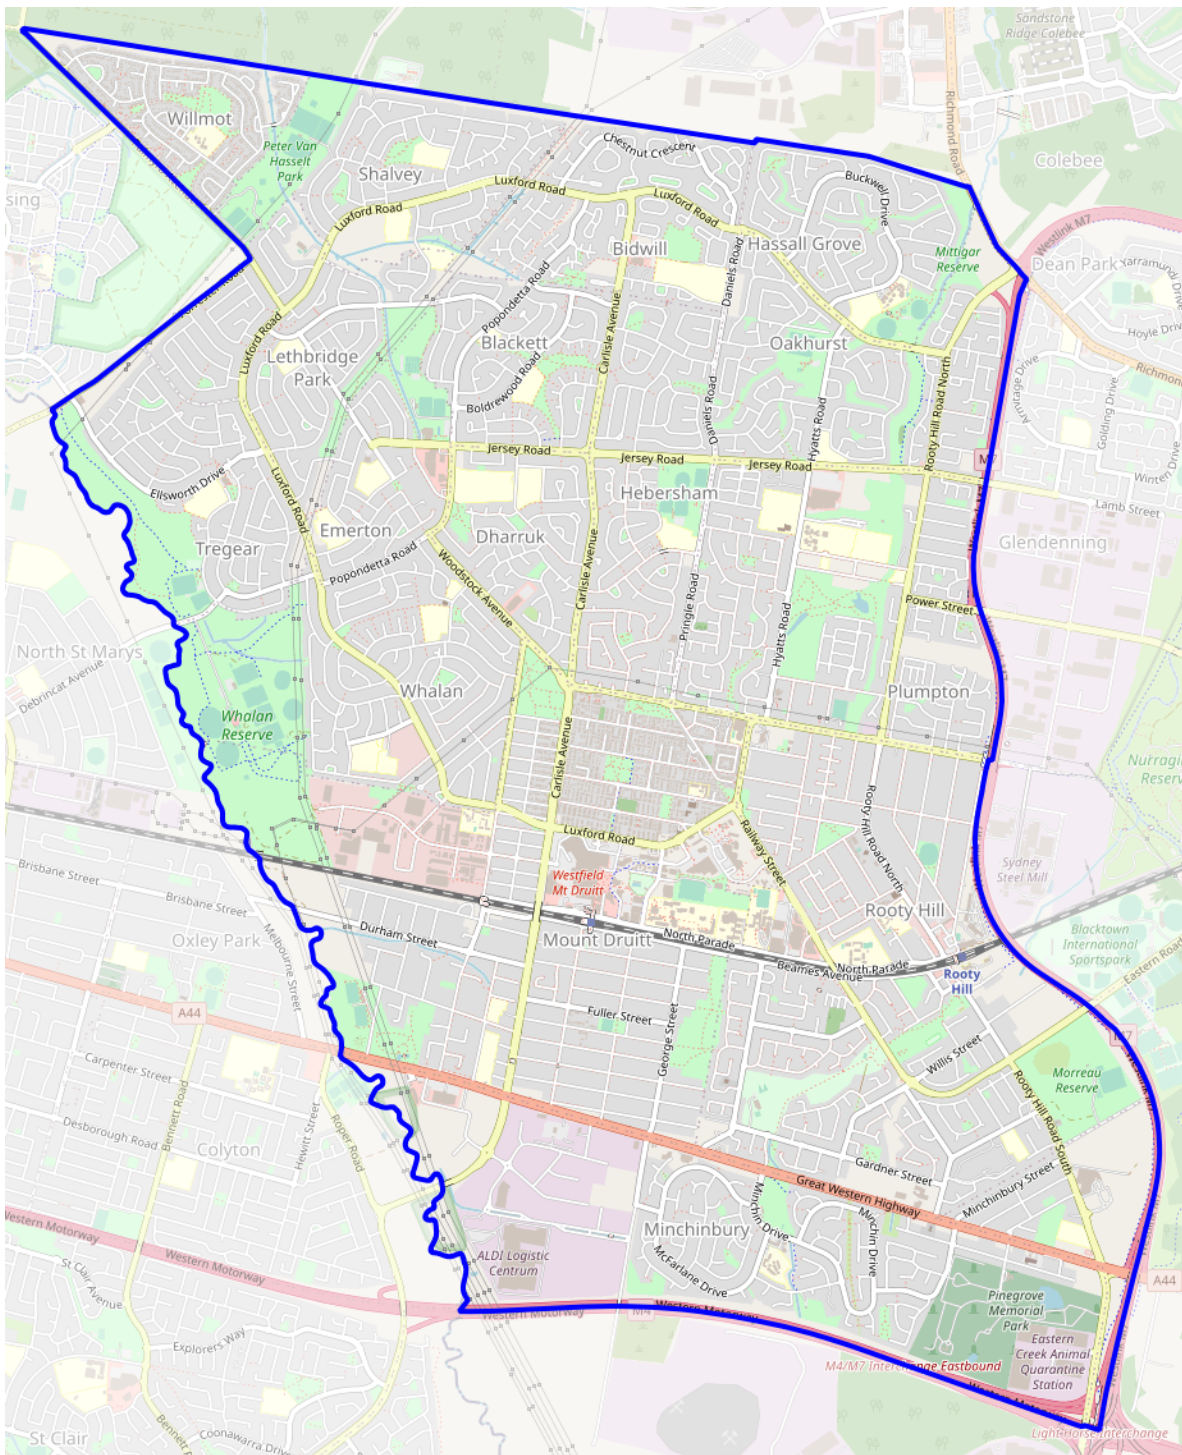 Sandstone
Ridge Colebee
Willmot
Peter Van
Hasselt
Park
Shalvey
Chestnut Crescent
Richmond Road
Colebee
Buckwell Drive
sing
Luxford Road
Luxford Road
Luxford Road
Bidwill
Hassall Grove
Mittigar
Reserve
Westlink M7
Dean Park
Yarramundi Drive
Hoyle Drive
Daniels Road
Popondetta Road
Blackett
Carlisle Avenue
Oakhurst
Luxford Road
Lethbridge
Park
Boldrewood Road
Daniels Road
Hyatts Road
Rooty Hill Road North
Armitage Drive
Golding Drive
Richmond
Winten Drive
Jersey Road
Jersey Road
Jersey Road
Lamb Street
Ellsworth Drive
Luxford Road
Hebersham
Emerton
Dharruk
Tregear
Popondetta Road
Woodstock Avenue
Carlisle Avenue
Pringle Road
Hyatts Road
Glendenning
Power Street
North St Marys
Debrincat Avenue
Whalan
Plumpton
Whalan
Reserve
Carlisle Avenue
Nurragin
Reserve
Rooty Hill Road North
Luxford Road
Railway Street
Westfield
Mt Druitt
Sydney
Steel Mill
Brisbane Street
Brisbane Street
Melbourne Street
Oxley Park
Durham Street
Mount Druitt
North Parade
Beames Avenue
North Parade
Rooty Hill
Rooty
Hill
Blacktown
International
Sportspark
Eastern Road
A44
Fuller Street
George Street
M7
Willis Street
Morreau
Reserve
Carpenter Street
Bennett Road
Desborough Road
Hewitt Street
Roper Road
Colyton
Rooty Hill Road South
Gardner Street
Great Western Highway
Minchinbury Street
Minchinbury
Minchin Drive
Minchin Drive
McFarlane Drive
Western Motorway
Western Motorway
St Clair Avenue
ALDI Logistic
Centrum
A44
Pinegrove
Memorial
Park
Western Motorway
M4
Western Motorway
Explorers Way
Eastern
Creek Animal
Quarantine
Station
M4/M7 Interchange Eastbound
Western Motorway
St Clair
Coonawarra Drive
Bennett
Light Horse Interchange